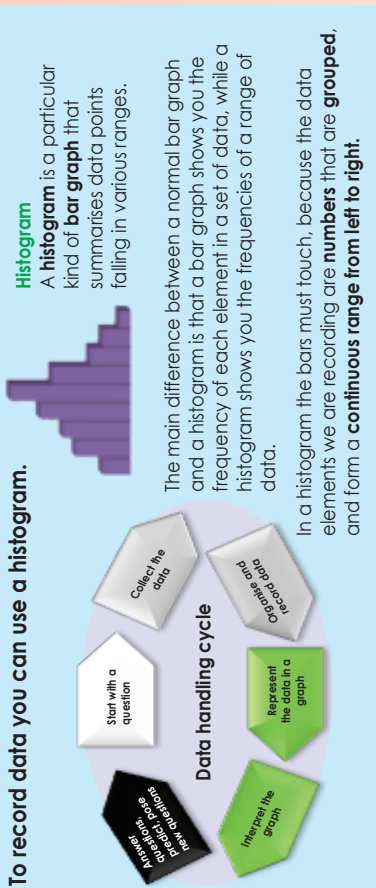 To record data you can use a histogram.
Start with a
question
Collect the
data
Organise and
record data
Represent
the data in a
graph
Interpret the
graph
Answer
questions,
predict, pose
new questions
Data handling cycle
Histogram
A histogram is a particular
kind of bar graph that
summarises data points
falling in various ranges.
The main difference between a normal bar graph
and a histogram is that a bar graph shows you the
frequency of each element in a set of data, while a
histogram shows you the frequencies of a range of
data.
In a histogram the bars must touch, because the data
elements we are recording are numbers that are grouped,
and form a continuous range from left to right.